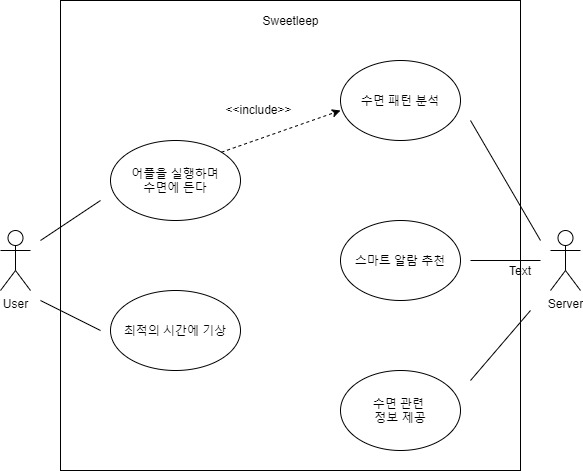 Sweetleep
수면 패턴 분석
<<include>>
어플을 실행하며
수면에 든다
스마트 알람 추천
Text
User
Server
최적의 시간에 기상
수면 관련
정보 제공